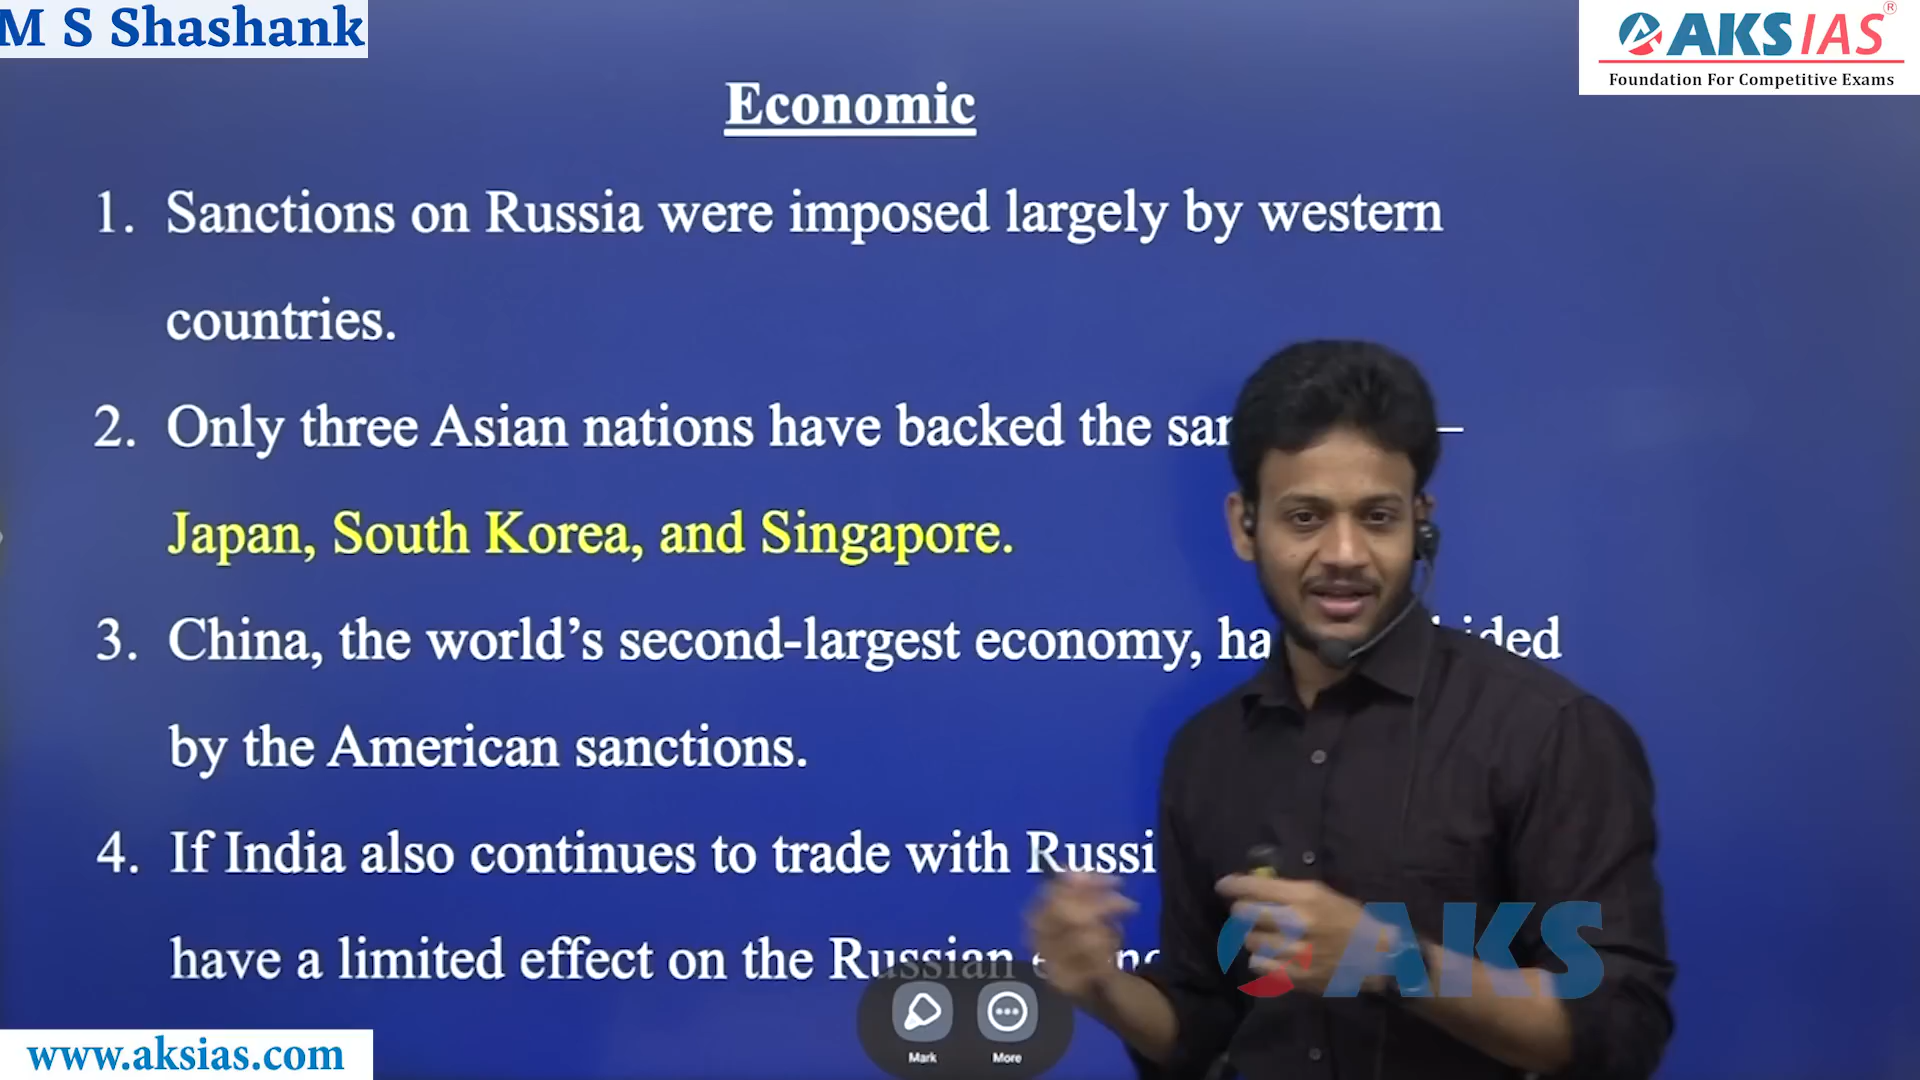 M S Shashank
AKS IAS®
Foundation For Competitive Exams
Economic
1. Sanctions on Russia were imposed largely by western
countries.
2. Only three Asian nations have backed the –
Japan, South Korea, and Singapore.
3. China, the world's second-largest economy,
by the American sanctions.
4. If India also continues to trade with
have a limited effect on the Russian
AKS
Mark
More
www.aksias.com